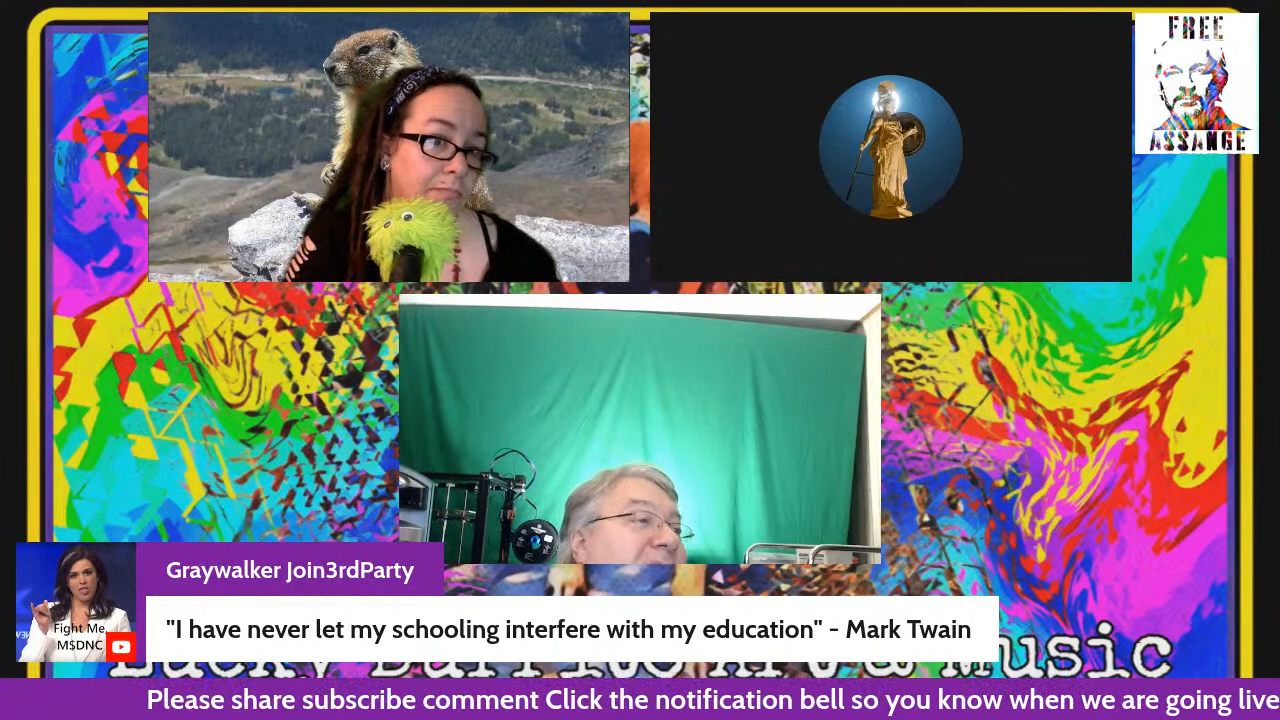 FREE
ASSANGE
Graywalker Join3rdParty
Fight Me,
M$DNC
"I have never let my schooling interfere with my education" - Mark Twain
Music
Please share subscribe comment Click the notification bell so you know when we are going live